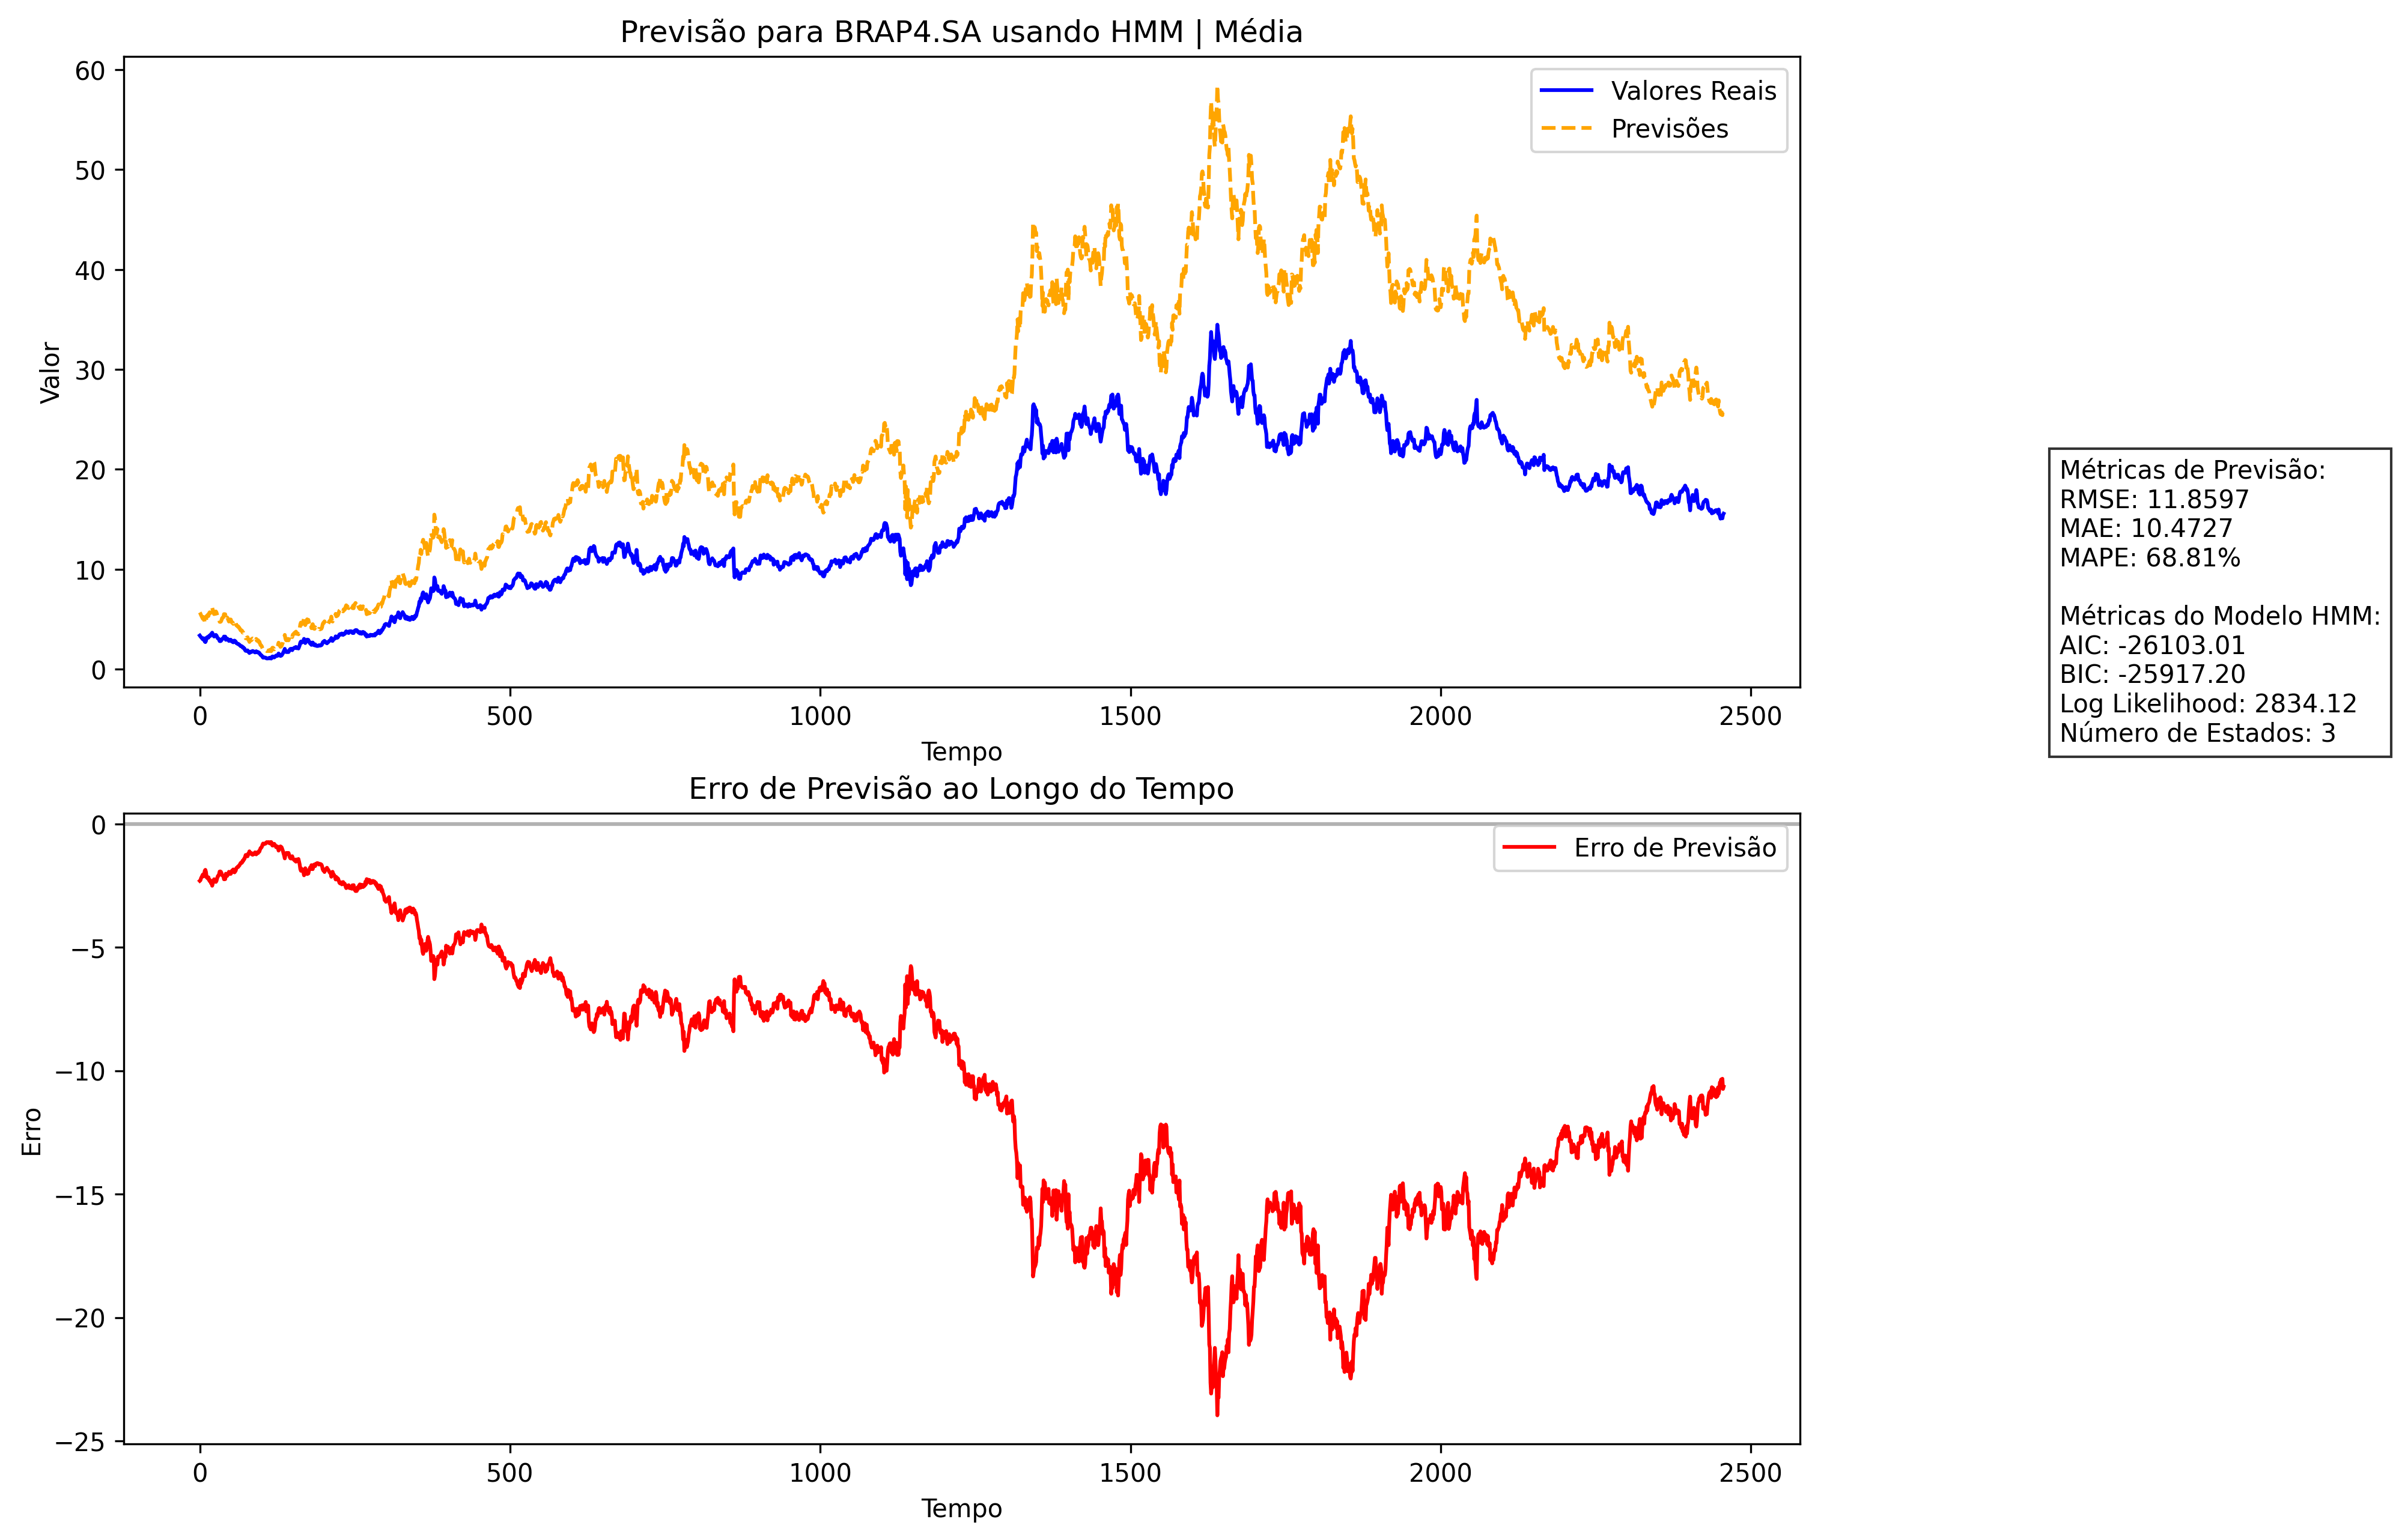 Previsão para BRAP4.SA usando HMM | Média
60
50
40
30
20
10
0
Valor
Valores Reais
Previsões
0
500
1000
1500
2000
2500
Tempo
Métricas de Previsão:
RMSE: 11.8597
MAE: 10.4727
MAPE: 68.81%
Métricas do Modelo HMM:
AIC: -26103.01
BIC: -25917.20
Log Likelihood: 2834.12
Número de Estados: 3
Erro de Previsão ao Longo do Tempo
0
−5
−10
−15
−20
−25
Erro
Erro de Previsão
0
500
1000
1500
2000
2500
Tempo